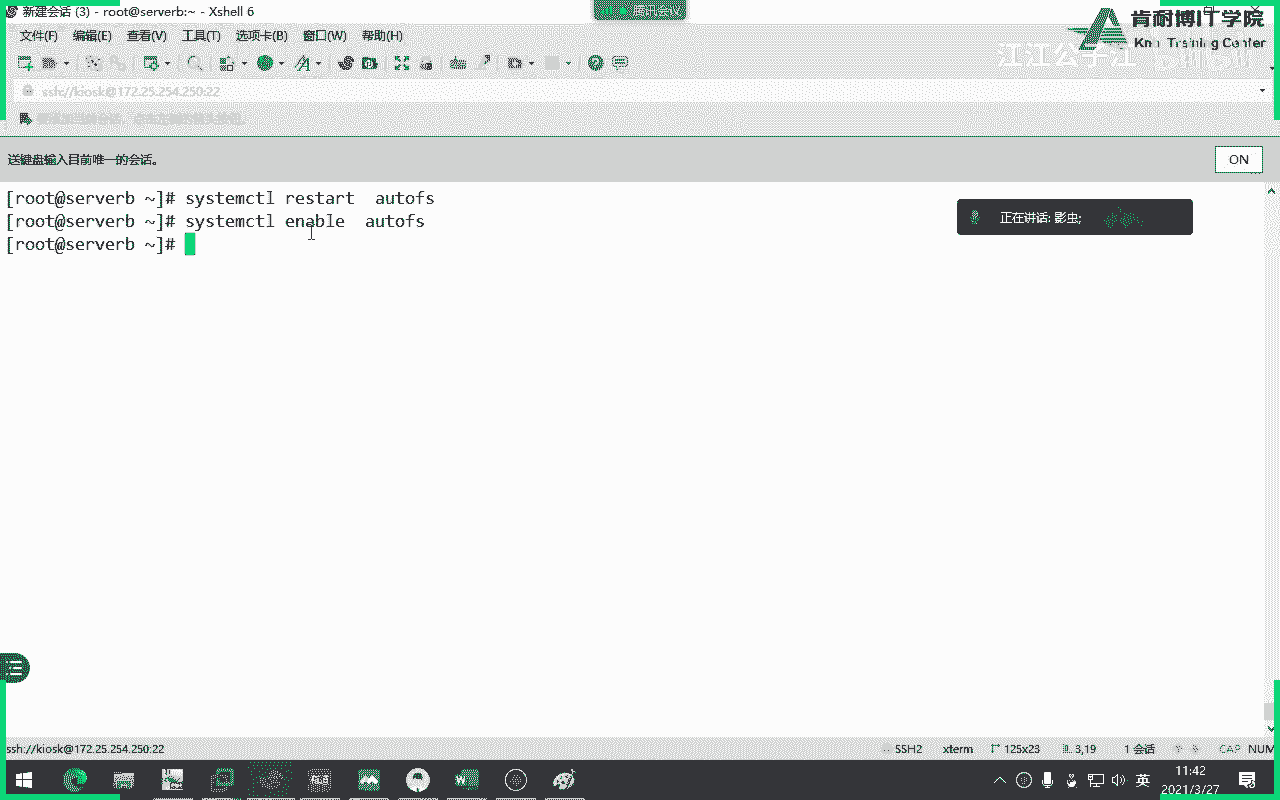 新建会话 (3) - root@serverb:~ - Xshell 6
肯耐博IT学院
Training Center
江江公子江
文件(F) 编辑(E) 查看(V) 工具(T) 选项卡(B) 窗口(W) 帮助(H)
腾讯会议
ssh://kiosk@172.25.254.250:22
送键盘输入目前唯一的会话。
ON
[root@serverb ~]# systemctl restart  autofs
[root@serverb ~]# systemctl enable  autofs
[root@serverb ~]#
正在讲话: 影虫;
ssh://kiosk@172.25.254.250:22
SSH2 xterm 125x23 3,19 1 会话 CAP NUM
英
11:42
2021/3/27